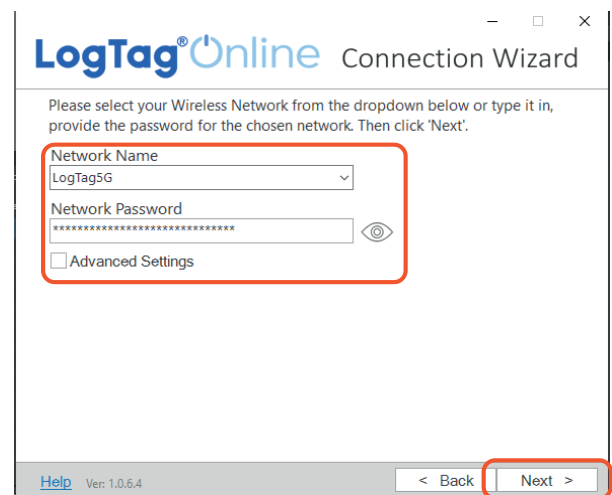 LogTag® Online Connection Wizard
Please select your Wireless Network from the dropdown below or type it in,
provide the password for the chosen network. Then click 'Next'.
Network Name
LogTag5G
Network Password
******************************
Advanced Settings
Help Ver: 1.0.6.4
< Back
Next >